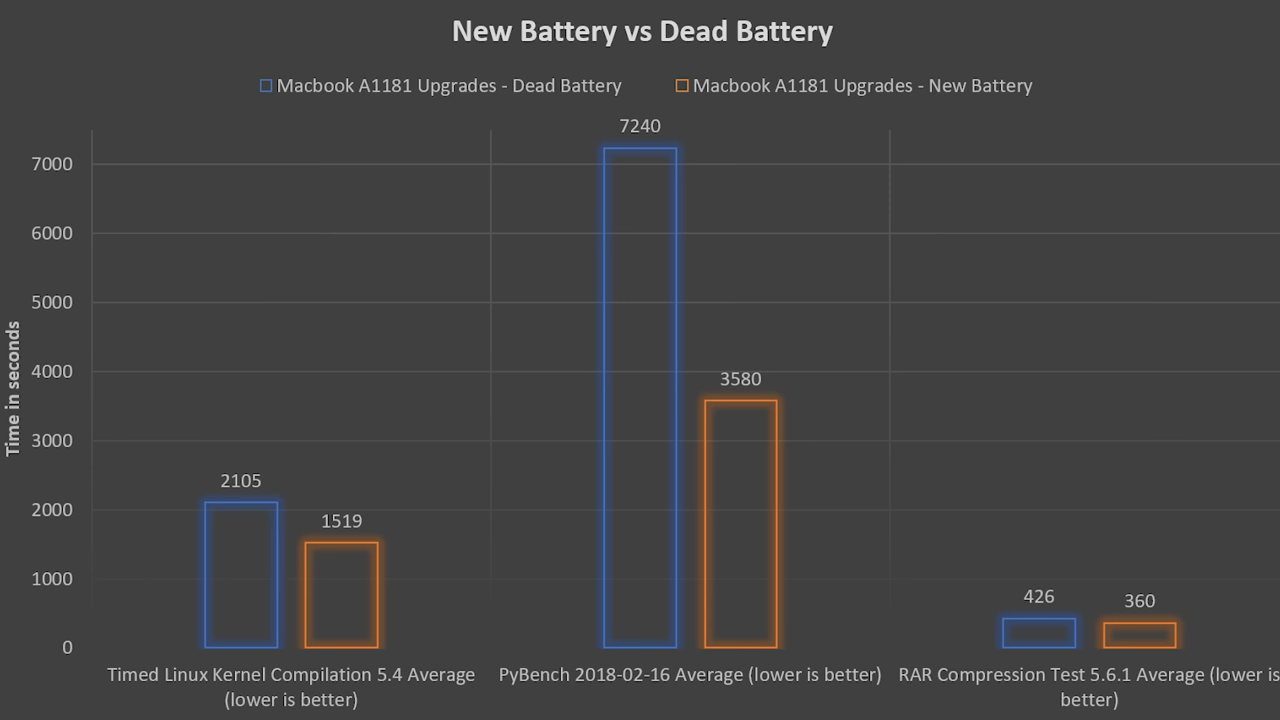 New Battery vs Dead Battery
Macbook A1181 Upgrades - Dead Battery
Macbook A1181 Upgrades - New Battery
Time in seconds
7000
6000
5000
4000
3000
2000
1000
0
2105
1519
7240
3580
426
360
Timed Linux Kernel Compilation 5.4 Average
(lower is better)
PyBench 2018-02-16 Average (lower is better)
RAR Compression Test 5.6.1 Average (lower is
better)